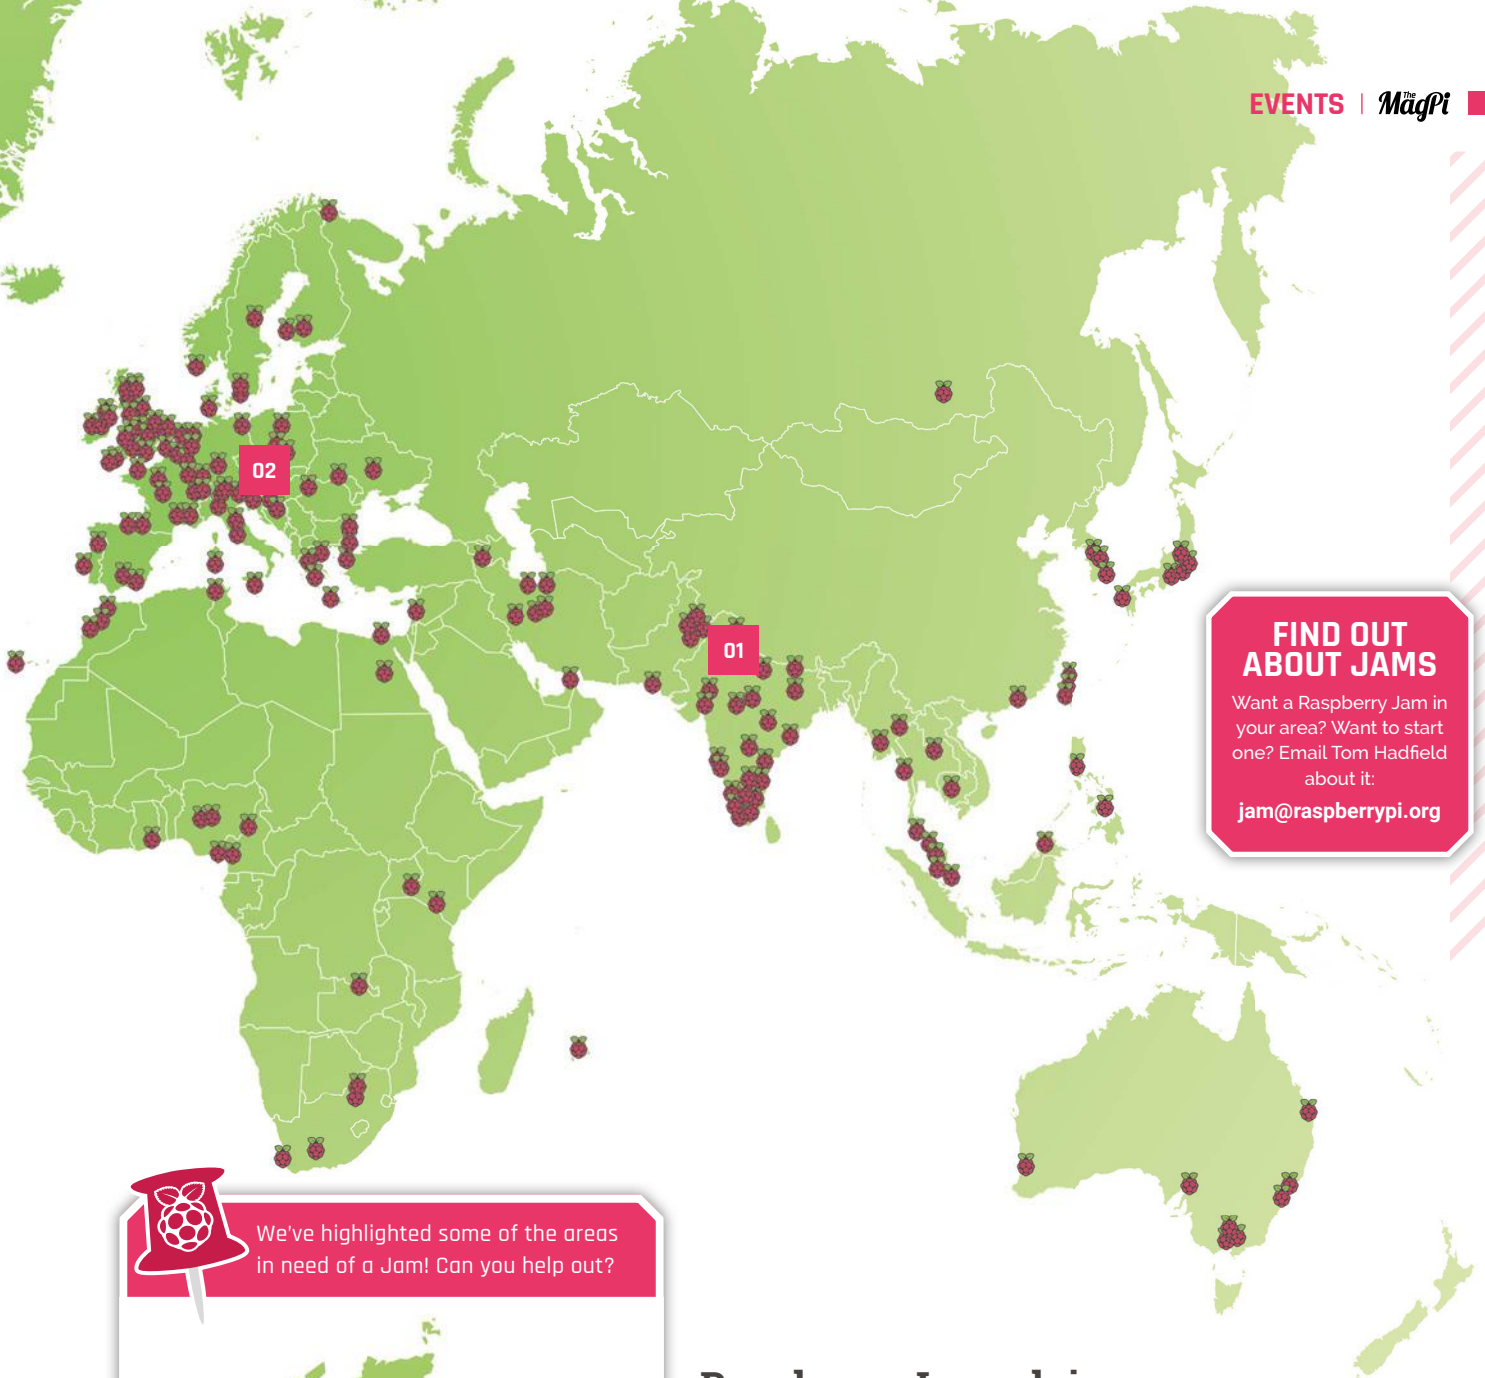 EVENTS
The MagPi
02
01
FIND OUT
ABOUT JAMS
Want a Raspberry Jam in
your area? Want to start
one? Email Tom Hadfield
about it:
jam@raspberrypi.org
We've highlighted some of the areas
in need of a Jam! Can you help out?